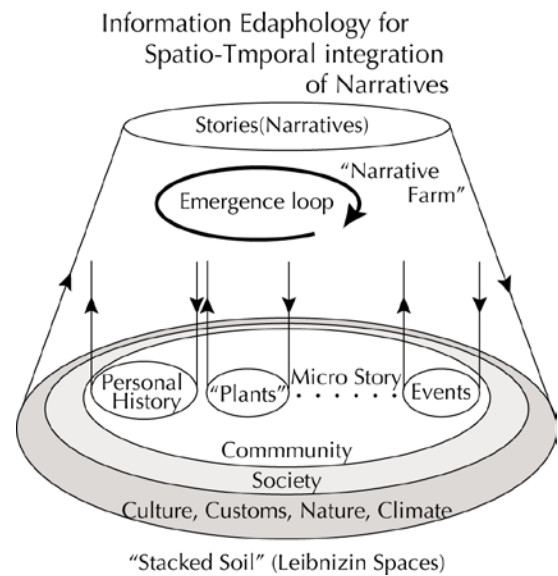 Information Edaphology for
Spatio-Tmporal integration
of Narratives
Stories(Narratives)
"Narrative
Farm"
Emergence loop
Personal
History
"Plants"
Micro Story
Events
Commmunity
Society
Culture, Customs, Nature, Climate
"Stacked Soil" (Leibnizin Spaces)